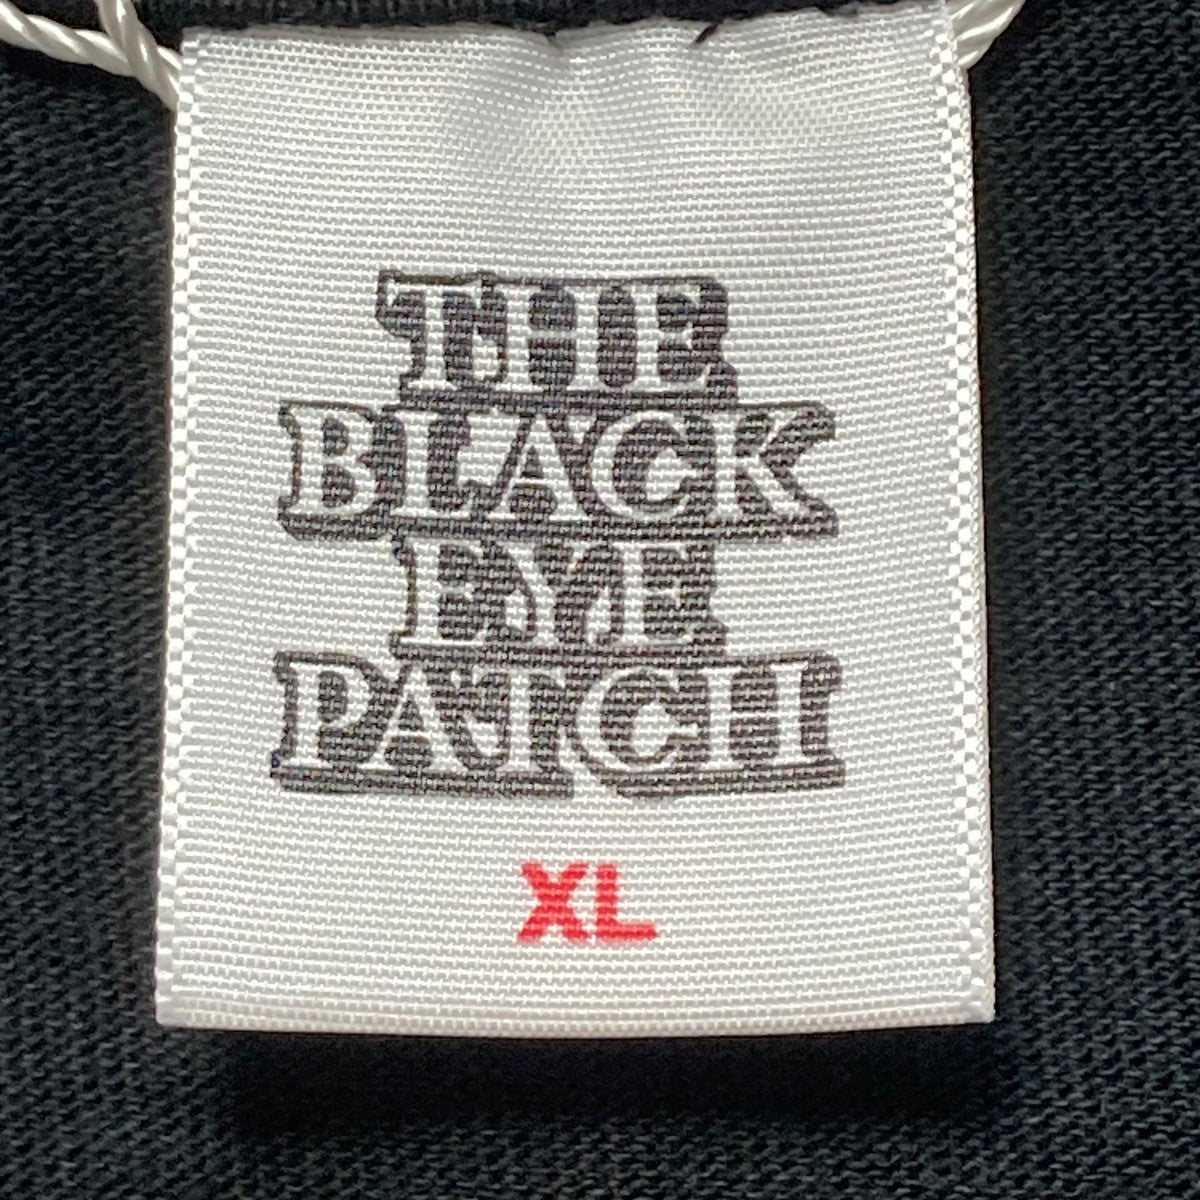 THE
BLACK
EYE
PATCH
XL